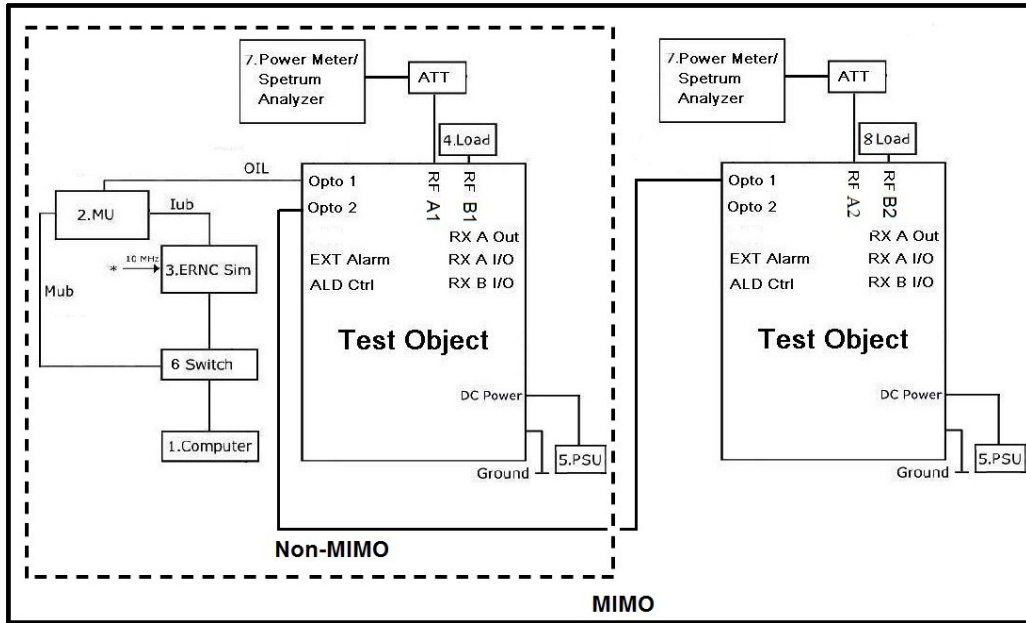 7.Power Meter/
Spetrum
Analyzer
ATT
4.Load
OIL
Opto 1
Opto 2
RF A1
RF B1
2.MU
Iub
RX A Out
EXT Alarm
RX A I/O
ALD Ctrl
RX B I/O
* 10 MHz
3.ERNC Sim
Mub
Test Object
6 Switch
DC Power
1.Computer
Ground
5.PSU
Non-MIMO
7.Power Meter/
Spetrum
Analyzer
ATT
8 Load
Opto 1
Opto 2
RF A2
RF B2
RX A Out
EXT Alarm
RX A I/O
ALD Ctrl
RX B I/O
Test Object
DC Power
Ground
5.PSU
MIMO